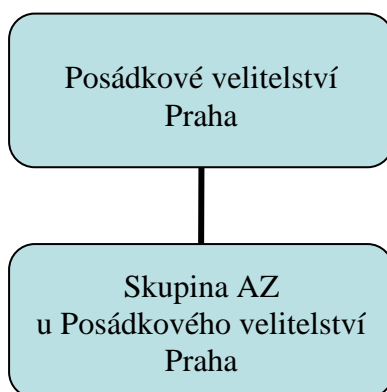 Posádkové velitelství
Praha
Skupina AZ
u Posádkového velitelství
Praha